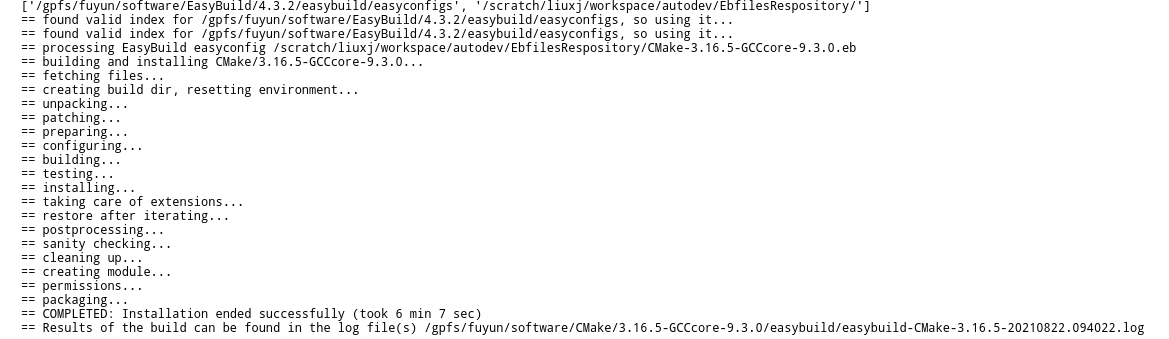 ['/gpfs/fuyun/software/EasyBuild/4.3.2/easybuild/easyconfigs', '/scratch/liuxj/workspace/autodev/EbfilesRespository/']
== found valid index for /gpfs/fuyun/software/EasyBuild/4.3.2/easybuild/easyconfigs, so using it...
== found valid index for /gpfs/fuyun/software/EasyBuild/4.3.2/easybuild/easyconfigs, so using it...
== processing EasyBuild easyconfig /scratch/liuxj/workspace/autodev/EbfilesRespository/CMake-3.16.5-GCCcore-9.3.0.eb
== building and installing CMake/3.16.5-GCCcore-9.3.0...
== fetching files...
== creating build dir, resetting environment...
== unpacking...
== patching...
== preparing...
== configuring...
== building...
== testing...
== installing...
== taking care of extensions...
== restore after iterating...
== postprocessing...
== sanity checking...
== cleaning up...
== creating module...
== permissions...
== packaging...
== COMPLETED: Installation ended successfully (took 6 min 7 sec)
== Results of the build can be found in the log file(s) /gpfs/fuyun/software/CMake/3.16.5-GCCcore-9.3.0/easybuild/easybuild-CMake-3.16.5-20210822.094022.log